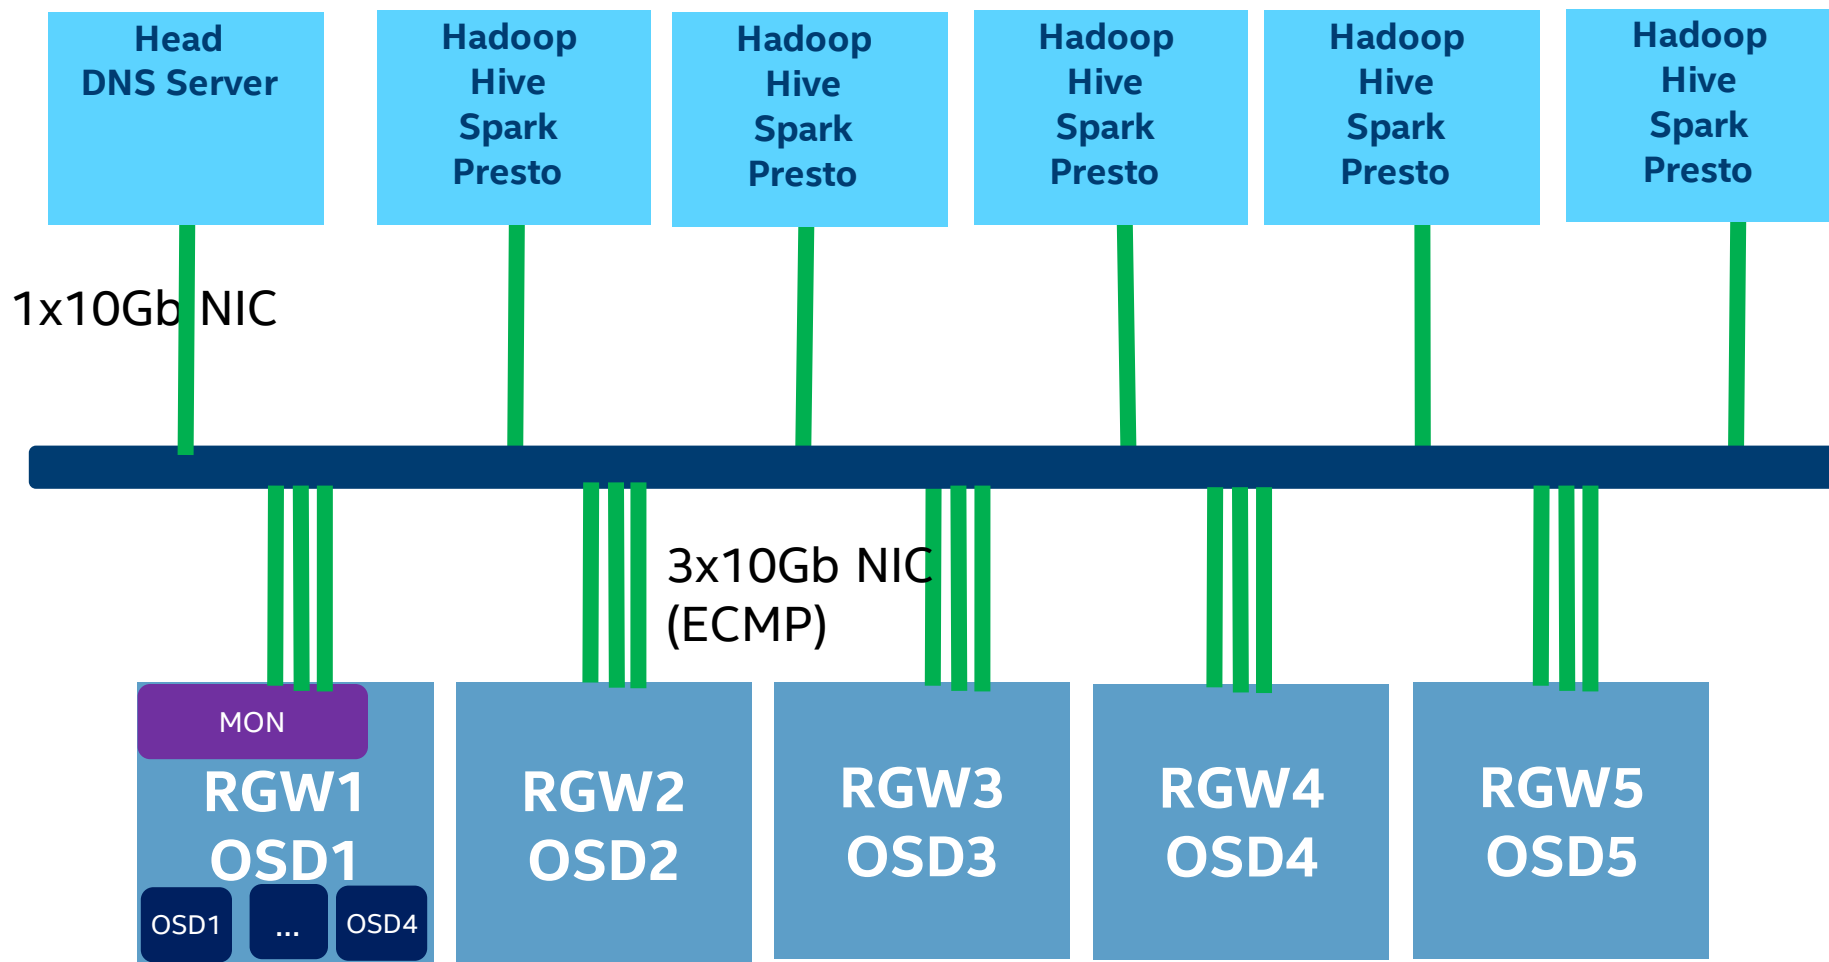 Head
DNS Server
Hadoop
Hive
Spark
Presto
Hadoop
Hive
Spark
Presto
Hadoop
Hive
Spark
Presto
Hadoop
Hive
Spark
Presto
Hadoop
Hive
Spark
Presto
1x10Gb NIC
3x10Gb NIC
(ECMP)
MON
RGW1
OSD1
OSD1
...
OSD4
RGW2
OSD2
RGW3
OSD3
RGW4
OSD4
RGW5
OSD5